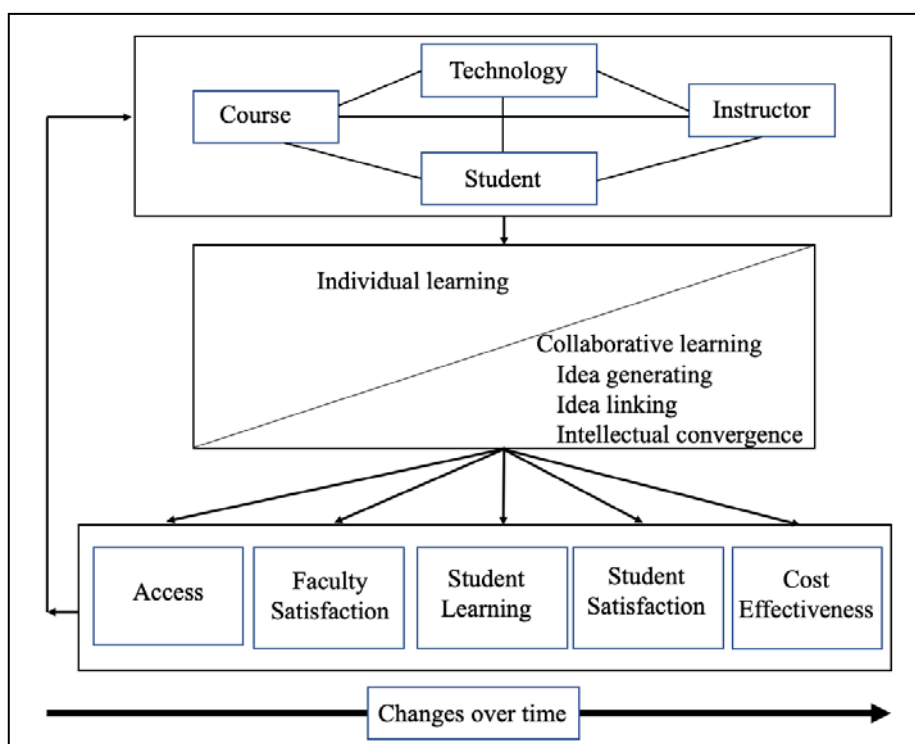 Technology
Course
Instructor
Student
Individual learning
Collaborative learning
Idea generating
Idea linking
Intellectual convergence
Access
Faculty
Satisfaction
Student
Learning
Student
Satisfaction
Cost
Effectiveness
Changes over time